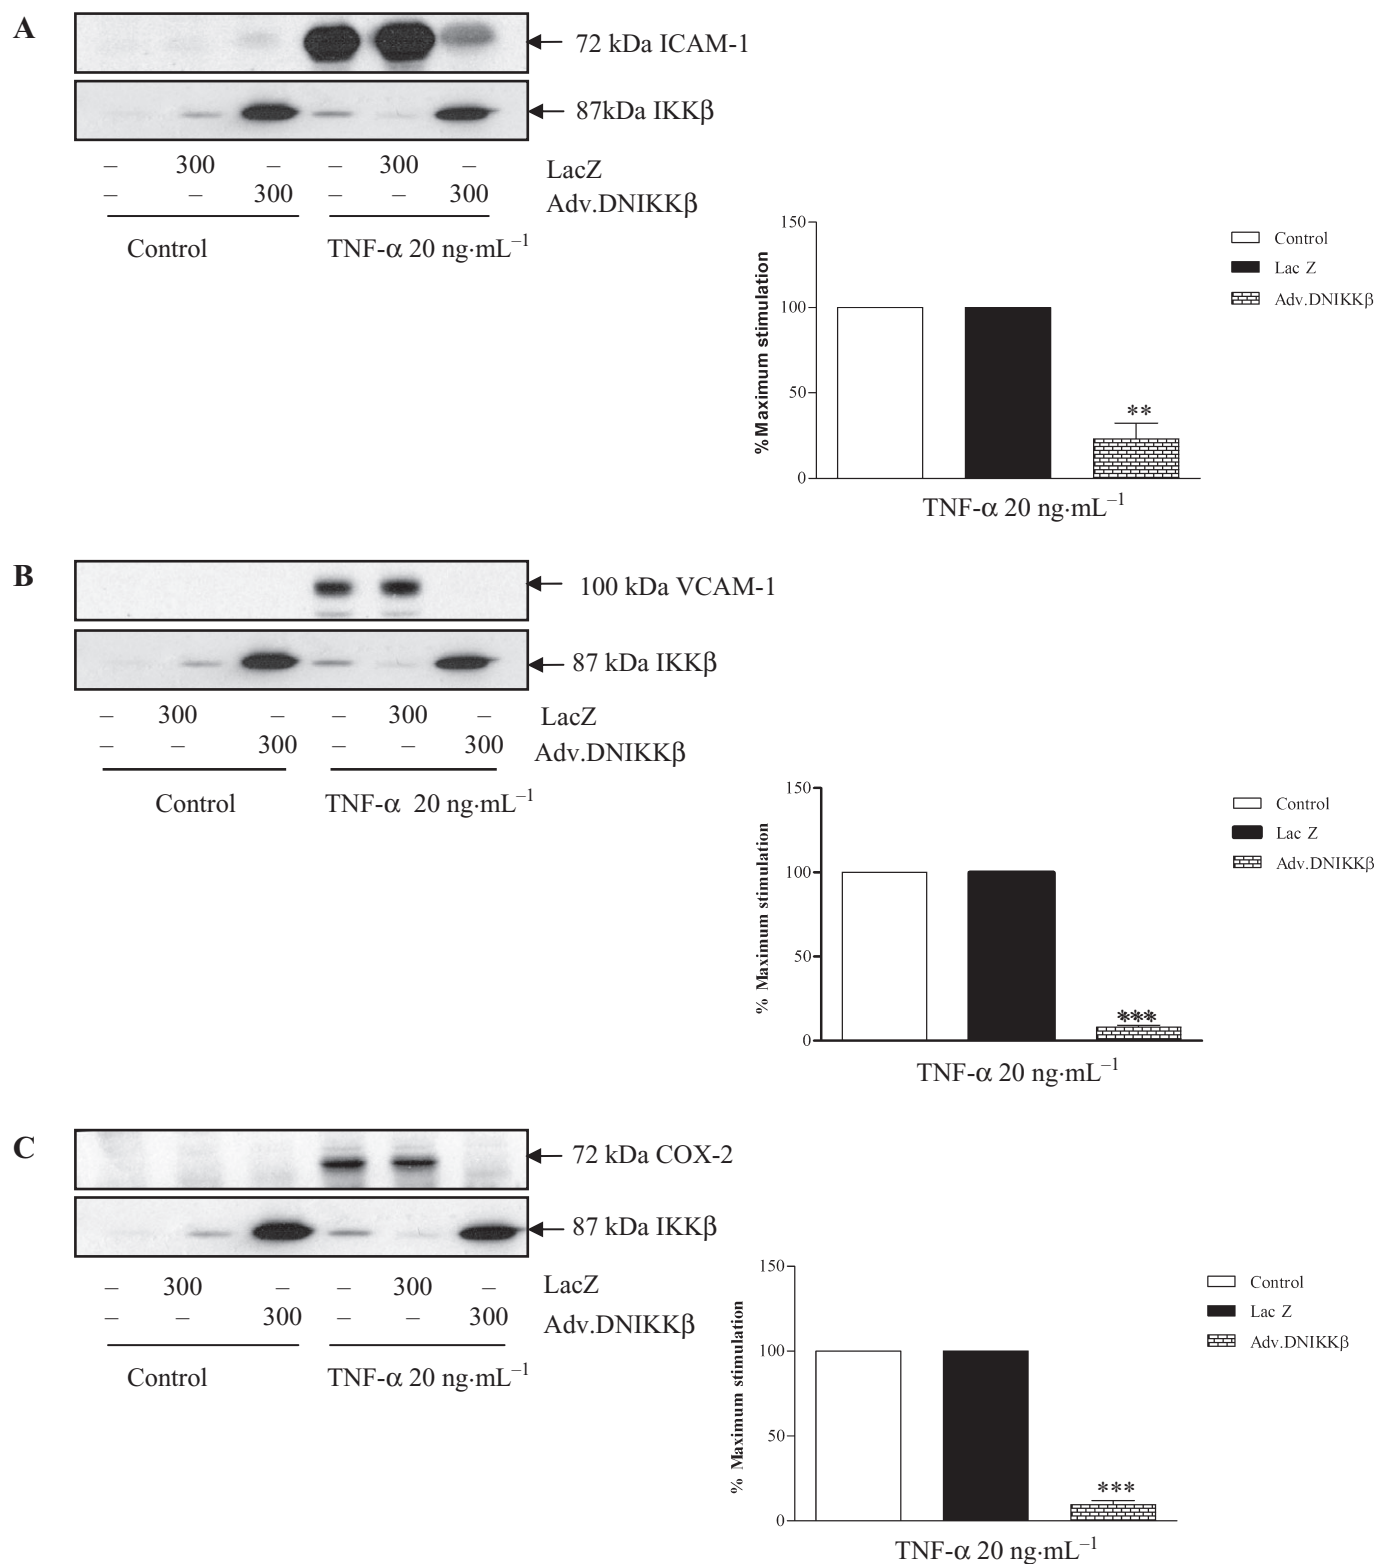 A
72 kDa ICAM-1
87kDa IKKβ
– 300 – – 300 – LacZ
– – 300 – – 300 Adv.DNIKKβ
Control TNF-α 20 ng·mL⁻¹
150
100
50
0
%Maximum stimulation
**
TNF-α 20 ng·mL⁻¹
Control
Lac Z
Adv.DNIKKβ
B
100 kDa VCAM-1
87 kDa IKKβ
– 300 – – 300 – LacZ
– – 300 – – 300 Adv.DNIKKβ
Control TNF-α 20 ng·mL⁻¹
150
100
50
0
% Maximum stimulation
***
TNF-α 20 ng·mL⁻¹
Control
Lac Z
Adv.DNIKKβ
C
72 kDa COX-2
87 kDa IKKβ
– 300 – – 300 – LacZ
– – 300 – – 300 Adv.DNIKKβ
Control TNF-α 20 ng·mL⁻¹
150
100
50
0
% Maximum stimulation
***
TNF-α 20 ng·mL⁻¹
Control
Lac Z
Adv.DNIKKβ